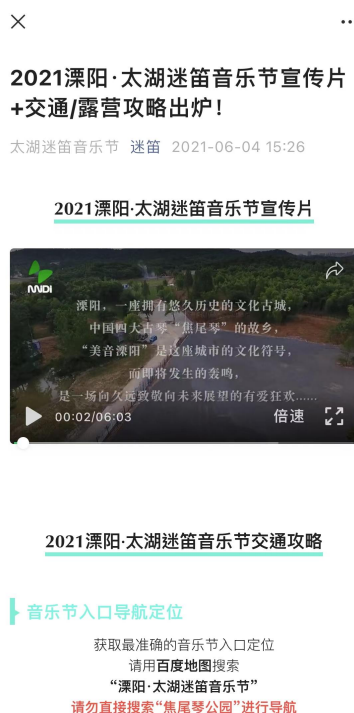 2021溧阳·太湖迷笛音乐节宣传片
+交通/露营攻略出炉！
太湖迷笛音乐节 迷笛 2021-06-04 15:26
2021溧阳·太湖迷笛音乐节宣传片
MIDI
溧阳，一座拥有悠久历史的文化古城，
中国四大古琴“焦尾琴”的故乡，
“美音溧阳”是这座城市的文化符号，
而即将发生的轰鸣，
是一场向久远致敬向未来展望的有爱狂欢......
00:02/06:03 倍速
2021溧阳·太湖迷笛音乐节交通攻略
音乐节入口导航定位
获取最准确的音乐节入口定位
请用百度地图搜索
“溧阳·太湖迷笛音乐节”
请勿直接搜索“焦尾琴公园”进行导航